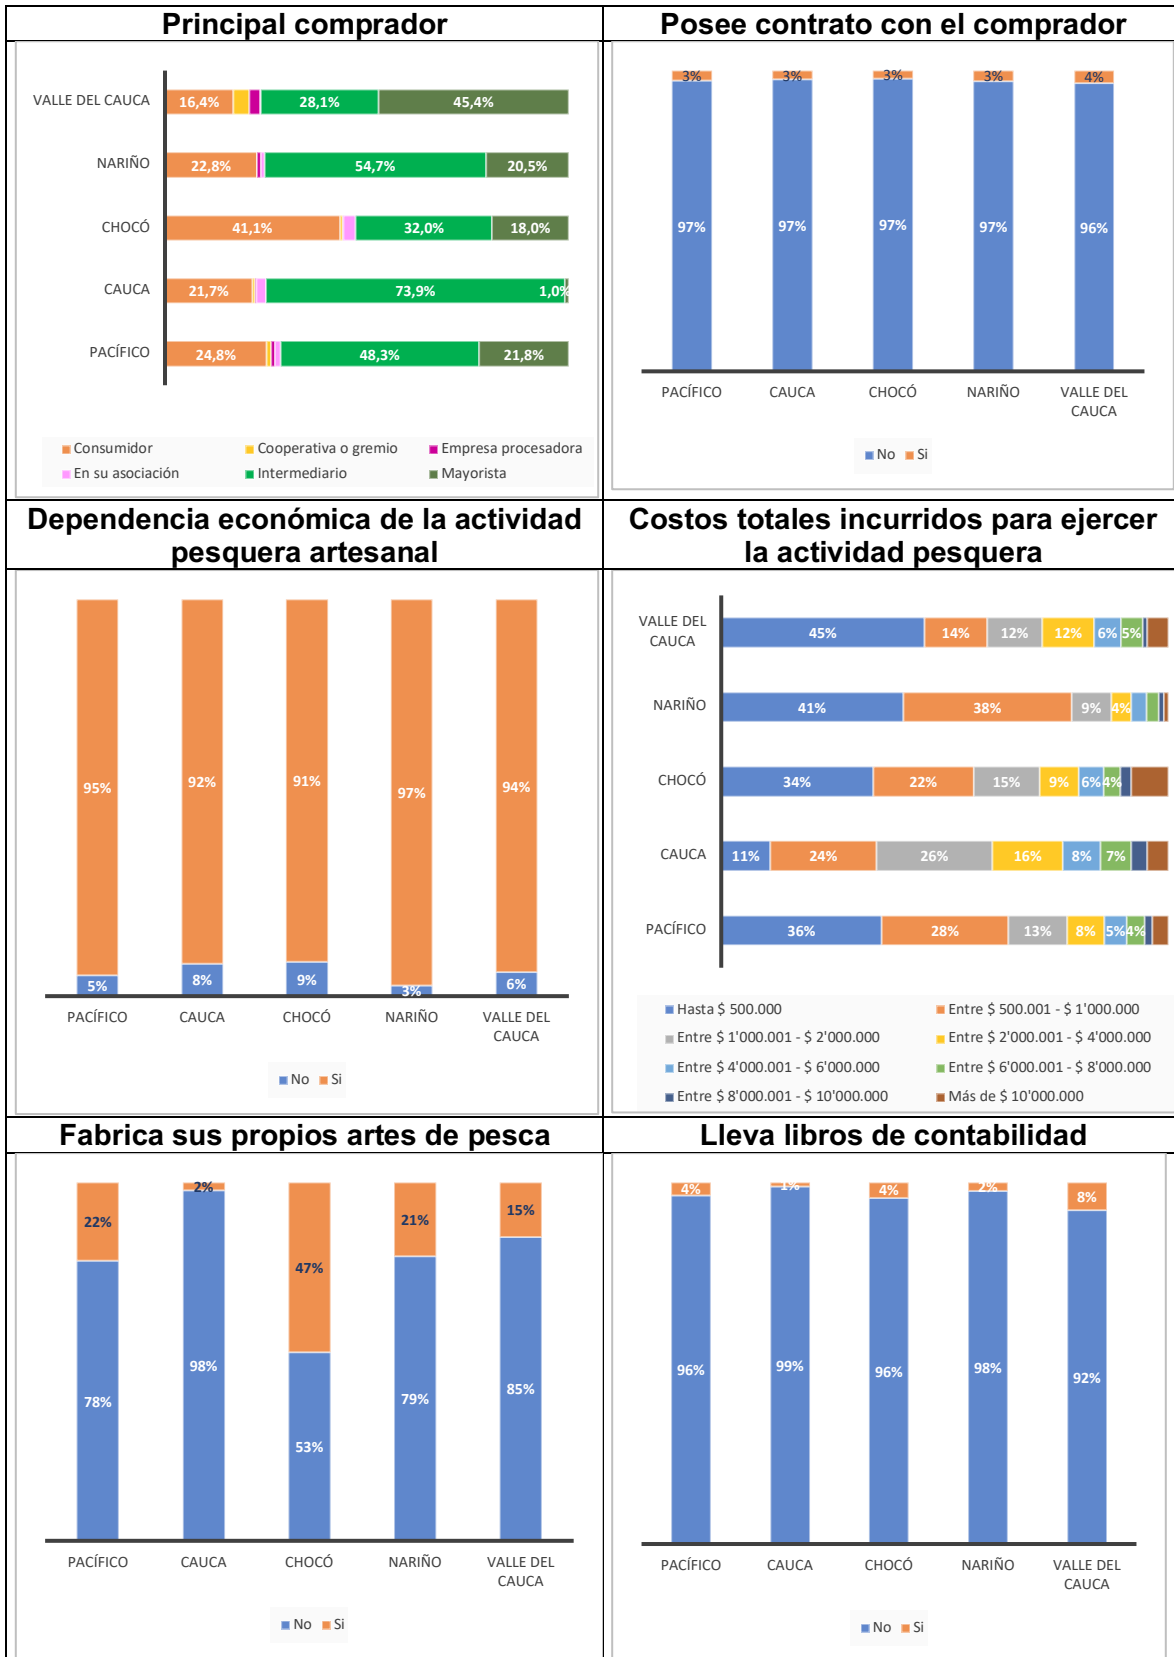 Principal comprador
VALLE DEL CAUCA 16,4% 28,1% 45,4%
NARIÑO 22,8% 54,7% 20,5%
CHOCÓ 41,1% 32,0% 18,0%
CAUCA 21,7% 73,9% 1,0%
PACÍFICO 24,8% 48,3% 21,8%
Consumidor Cooperativa o gremio Empresa procesadora
En su asociación Intermediario Mayorista
Posee contrato con el comprador
3% 3% 3% 3% 4%
97% 97% 97% 97% 96%
PACÍFICO CAUCA CHOCÓ NARIÑO VALLE DEL
CAUCA
No Si
Dependencia económica de la actividad
pesquera artesanal
95% 92% 91% 97% 94%
5% 8% 9% 3% 6%
PACÍFICO CAUCA CHOCÓ NARIÑO VALLE DEL
CAUCA
No Si
Costos totales incurridos para ejercer
la actividad pesquera
VALLE DEL
CAUCA
45% 14% 12% 12% 6% 5%
NARIÑO 41% 38% 9% 4%
CHOCÓ 34% 22% 15% 9% 6% 4%
CAUCA 11% 24% 26% 16% 8% 7%
PACÍFICO 36% 28% 13% 8% 5% 4%
Hasta $ 500.000 Entre $ 500.001 - $ 1'000.000
Entre $ 1'000.001 - $ 2'000.000 Entre $ 2'000.001 - $ 4'000.000
Entre $ 4'000.001 - $ 6'000.000 Entre $ 6'000.001 - $ 8'000.000
Entre $ 8'000.001 - $ 10'000.000 Más de $ 10'000.000
Fabrica sus propios artes de pesca
22% 2% 47% 21% 15%
78% 98% 53% 79% 85%
PACÍFICO CAUCA CHOCÓ NARIÑO VALLE DEL
CAUCA
No Si
Lleva libros de contabilidad
4% 1% 4% 2% 8%
96% 99% 96% 98% 92%
PACÍFICO CAUCA CHOCÓ NARIÑO VALLE DEL
CAUCA
No Si